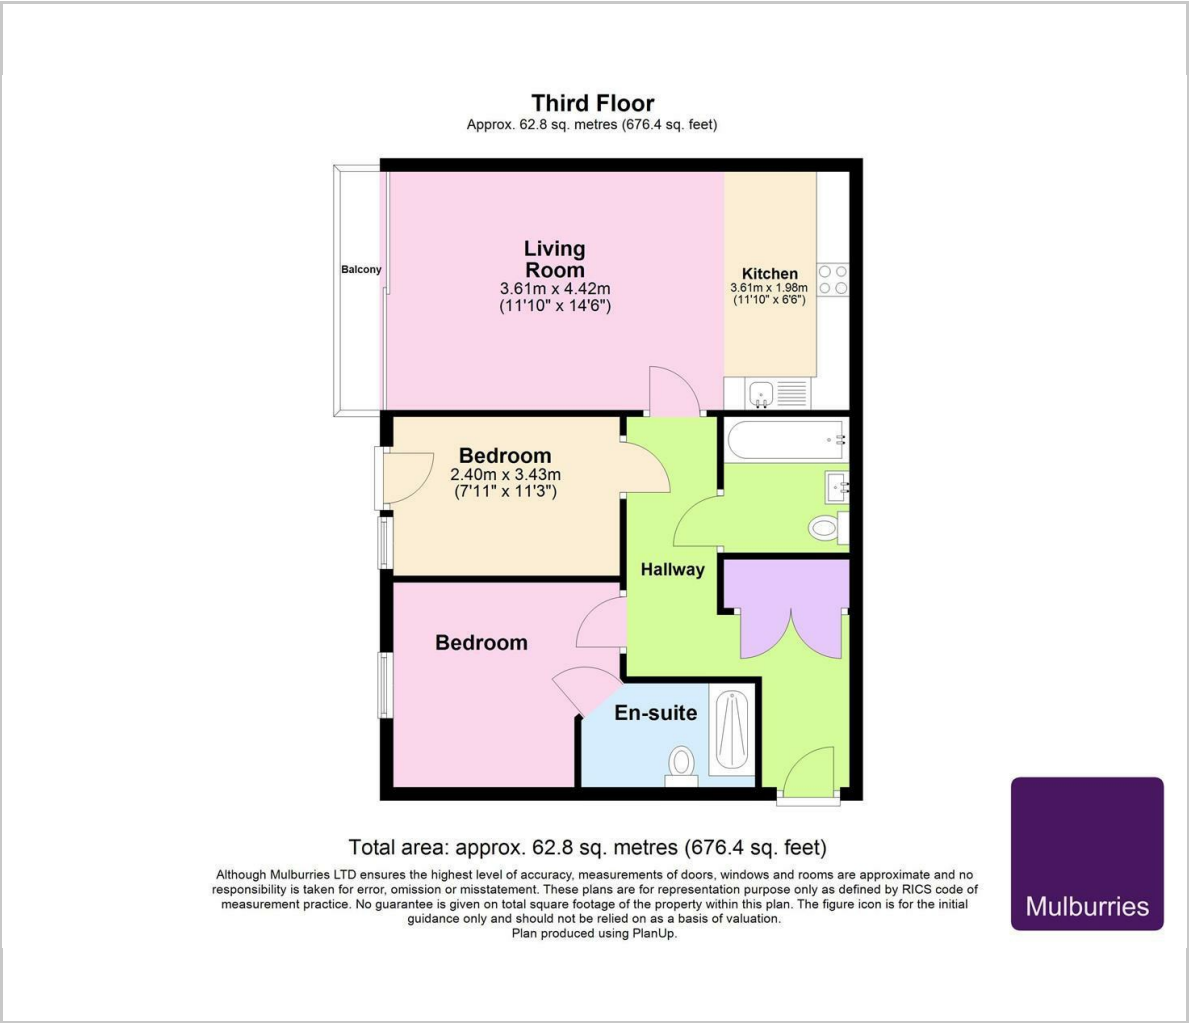 Third Floor
Approx. 62.8 sq. metres (676.4 sq. feet)
Balcony
Living
Room
3.61m x 4.42m
(11'10" x 14'6")
Kitchen
3.61m x 1.98m
(11'10" x 6'6")
Bedroom
2.40m x 3.43m
(7'11" x 11'3")
Hallway
Bedroom
En-suite
Total area: approx. 62.8 sq. metres (676.4 sq. feet)
Although Mulburries LTD ensures the highest level of accuracy, measurements of doors, windows and rooms are approximate and no
responsibility is taken for error, omission or misstatement. These plans are for representation purpose only as defined by RICS code of
measurement practice. No guarantee is given on total square footage of the property within this plan. The figure icon is for the initial
guidance only and should not be relied on as a basis of valuation.
Plan produced using PlanUp.
Mulburries